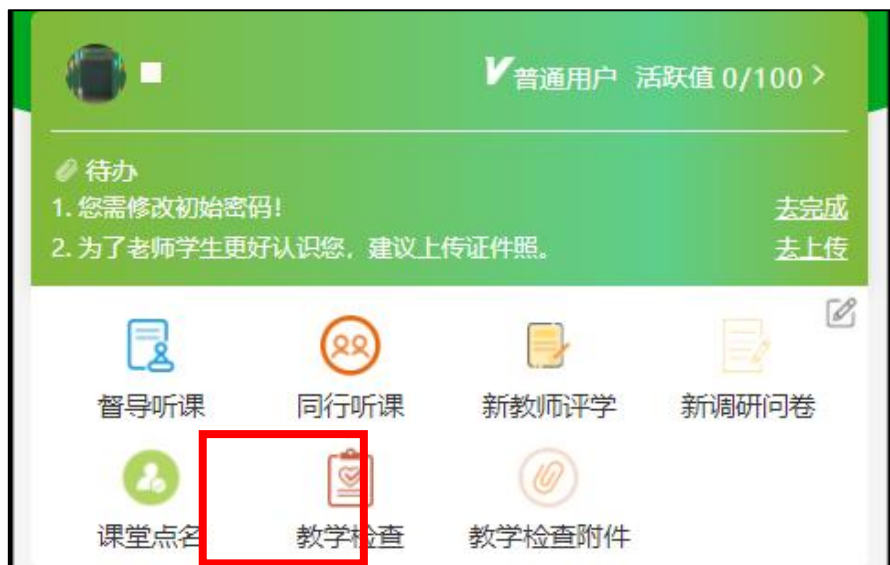 V普通用户 活跃值 0/100 >
待办
1. 您需修改初始密码! 去完成
2. 为了老师学生更好认识您，建议上传证件照。 去上传
督导听课 同行听课 新教师评学 新调研问卷
课堂点名 教学检查 教学检查附件